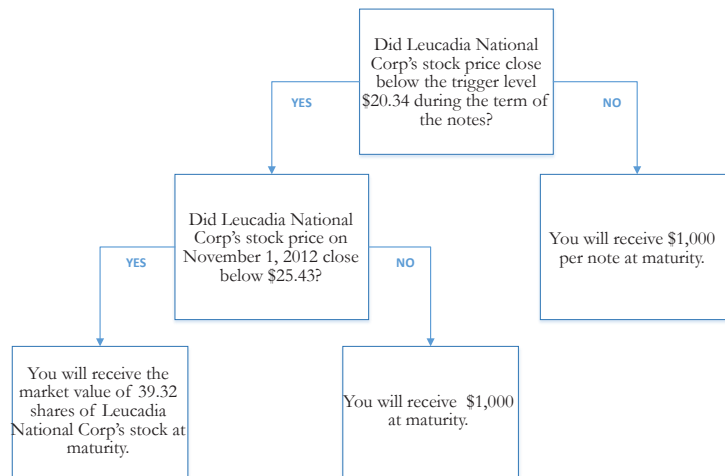 Did Leucadia National
Corp's stock price close
below the trigger level
$20.34 during the term of
the notes?
YES
NO
Did Leucadia National
Corp's stock price on
November 1, 2012 close
below $25.43?
You will receive $1,000
per note at maturity.
YES
NO
You will receive the
market value of 39.32
shares of Leucadia
National Corp's stock at
maturity.
You will receive $1,000
at maturity.